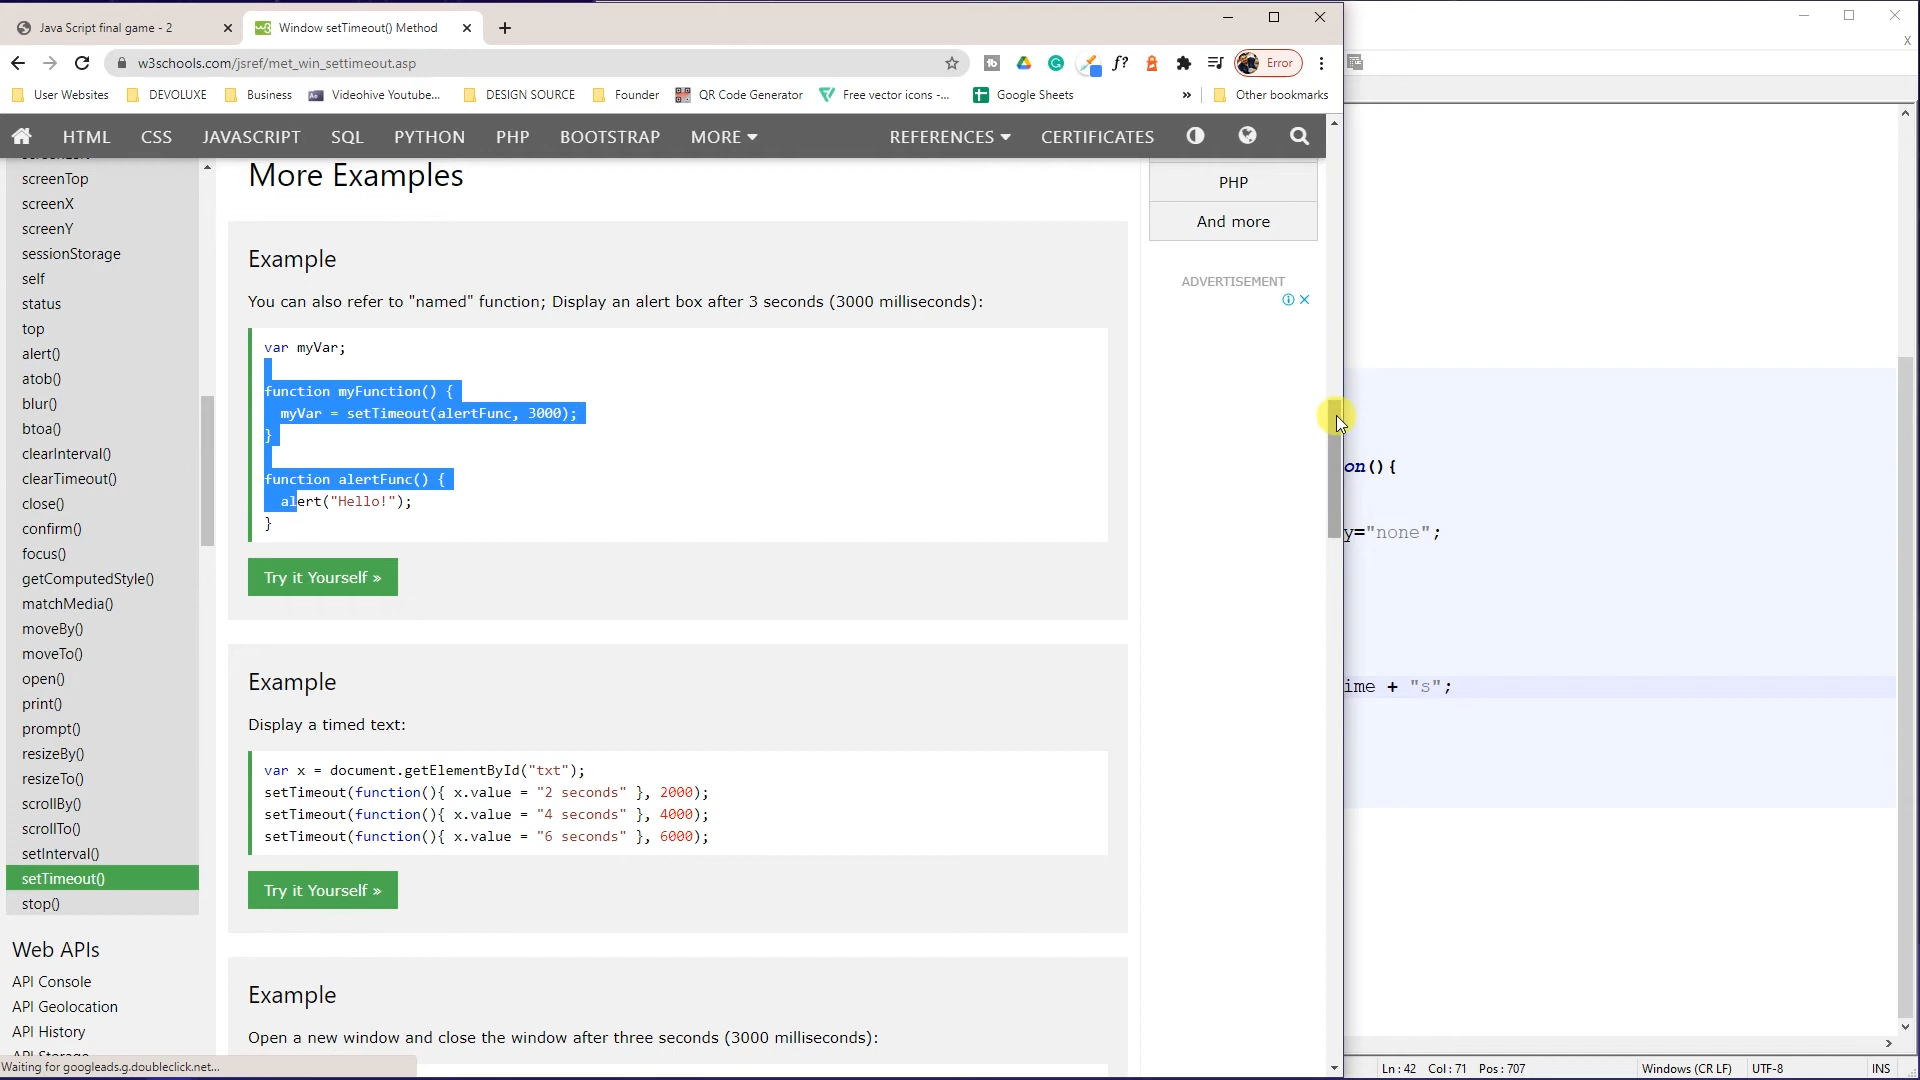 Java Script final game - 2
Window setTimeout() Method
w3schools.com/jsref/met_win_settimeout.asp
f?
Error
User Websites
DEVOLUXE
Business
Videohive Youtube...
DESIGN SOURCE
Founder
QR Code Generator
Free vector icons -...
Google Sheets
»
Other bookmarks
HTML
CSS
JAVASCRIPT
SQL
PYTHON
PHP
BOOTSTRAP
MORE
REFERENCES
CERTIFICATES
screenTop
screenX
screenY
sessionStorage
self
status
top
alert()
atob()
blur()
btoa()
clearInterval()
clearTimeout()
close()
confirm()
focus()
getComputedStyle()
matchMedia()
moveBy()
moveTo()
open()
print()
prompt()
resizeBy()
resizeTo()
scrollBy()
scrollTo()
setInterval()
setTimeout()
stop()
Web APIs
API Console
API Geolocation
API History
Waiting for googleads.g.doubleclick.net...
More Examples
Example
You can also refer to "named" function; Display an alert box after 3 seconds (3000 milliseconds):
var myVar;
function myFunction() {
myVar = setTimeout(alertFunc, 3000);
}
function alertFunc() {
alert("Hello!");
}
Try it Yourself »
Example
Display a timed text:
var x = document.getElementById("txt");
setTimeout(function(){ x.value = "2 seconds" }, 2000);
setTimeout(function(){ x.value = "4 seconds" }, 4000);
setTimeout(function(){ x.value = "6 seconds" }, 6000);
Try it Yourself »
Example
Open a new window and close the window after three seconds (3000 milliseconds):
PHP
And more
ADVERTISEMENT
on(){
y="none";
ime + "s";
Ln : 42 Col : 71 Pos : 707
Windows (CR LF)
UTF-8
INS